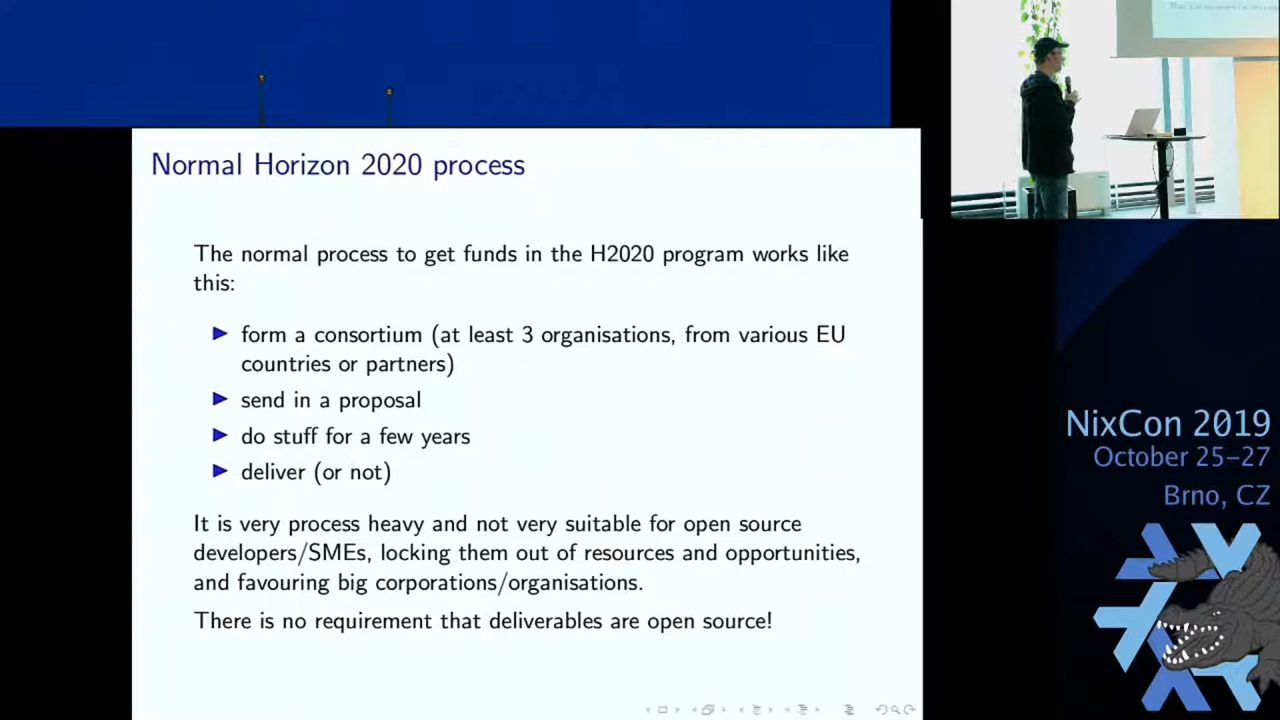 Normal Horizon 2020 process
The normal process to get funds in the H2020 program works like
this:
form a consortium (at least 3 organisations, from various EU
countries or partners)
send in a proposal
do stuff for a few years
deliver (or not)
It is very process heavy and not very suitable for open source
developers/SMEs, locking them out of resources and opportunities,
and favouring big corporations/organisations.
There is no requirement that deliverables are open source!
NixCon 2019
October 25–27
Brno, CZ